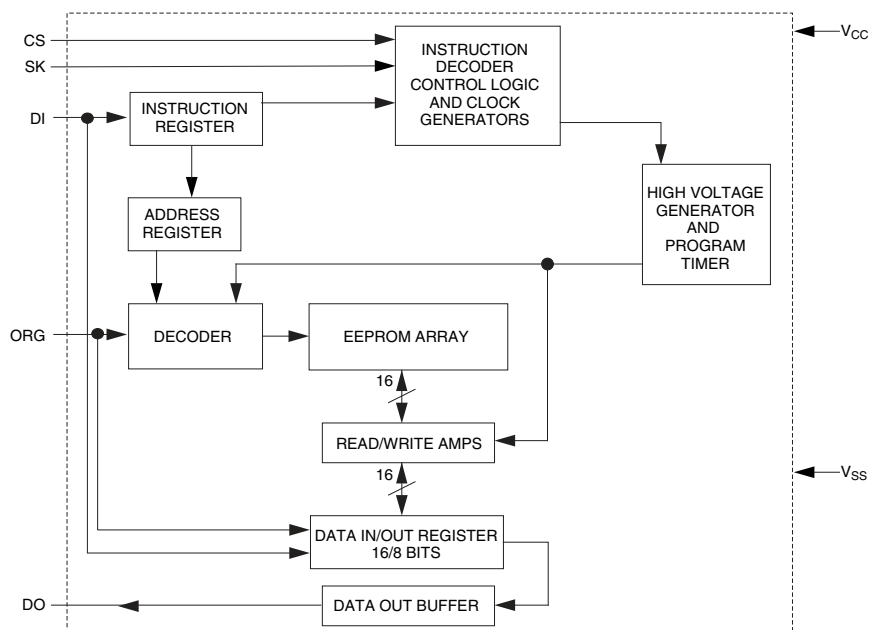 CS
SK
DI
INSTRUCTION
REGISTER
INSTRUCTION
DECODER
CONTROL LOGIC
AND CLOCK
GENERATORS
V_CC
ADDRESS
REGISTER
HIGH VOLTAGE
GENERATOR
AND
PROGRAM
TIMER
ORG
DECODER
EEPROM ARRAY
16
READ/WRITE AMPS
16
V_SS
DATA IN/OUT REGISTER
16/8 BITS
DO
DATA OUT BUFFER